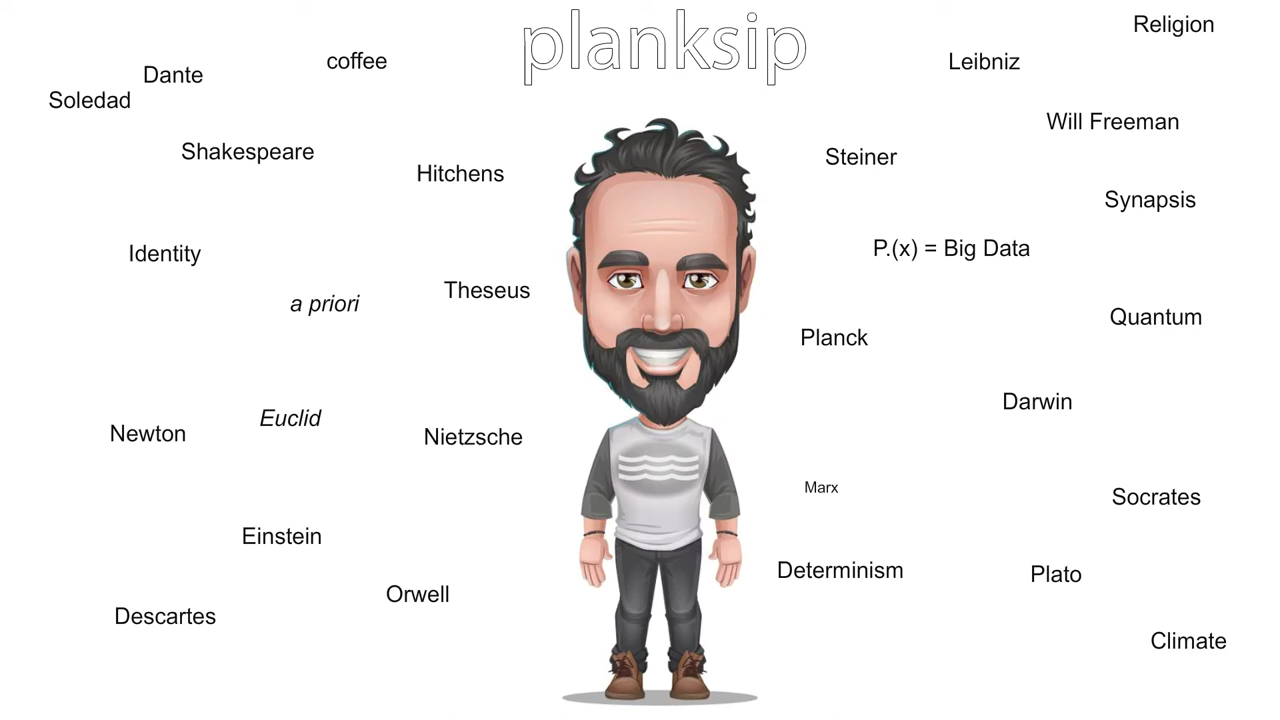 planksip
Religion
coffee
Leibniz
Dante
Soledad
Will Freeman
Shakespeare
Steiner
Hitchens
Synapsis
P.(x) = Big Data
Identity
Theseus
a priori
Quantum
Planck
Darwin
Euclid
Newton
Nietzsche
Marx
Socrates
Einstein
Determinism
Plato
Orwell
Descartes
Climate